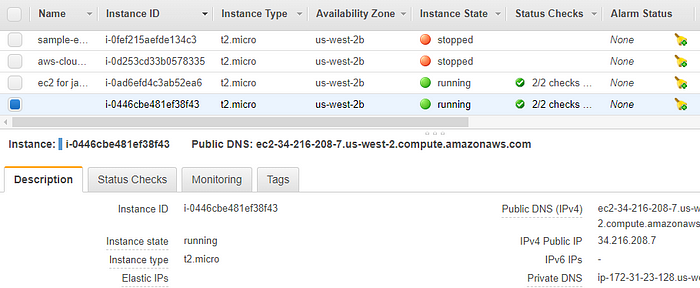 Name Instance ID Instance Type Availability Zone Instance State Status Checks Alarm Status
sample-e... i-0fef215aefde134c3 t2.micro us-west-2b stopped None
aws-clou... i-0d253cd33b0578335 t2.micro us-west-2b stopped None
ec2 for ja... i-0ad6efd4c3ab52ea6 t2.micro us-west-2b running 2/2 checks ... None
i-0446cbe481ef38f43 t2.micro us-west-2b running 2/2 checks ... None
Instance: i-0446cbe481ef38f43 Public DNS: ec2-34-216-208-7.us-west-2.compute.amazonaws.com
Description Status Checks Monitoring Tags
Instance ID i-0446cbe481ef38f43 Public DNS (IPv4) ec2-34-216-208-7.us-w
2.compute.amazonaws
Instance state running IPv4 Public IP 34.216.208.7
Instance type t2.micro IPv6 IPs -
Elastic IPs Private DNS ip-172-31-23-128.us-w